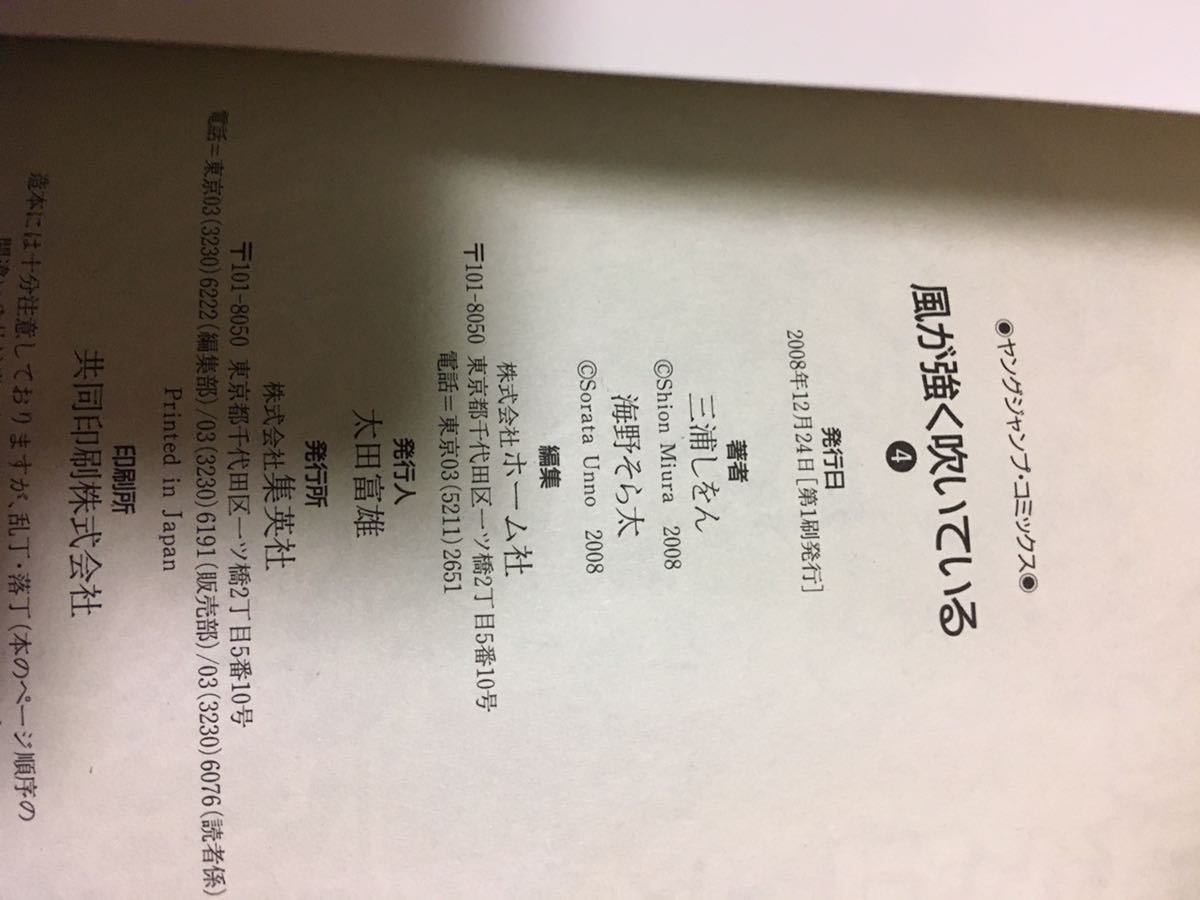 ◉ヤングジャンプ・コミックス◉
風が強く吹いている
❹
発行日
2008年12月24日[第1刷発行]
著者
三浦しをん
©Shion Miura 2008
海野そら太
©Sorata Unno 2008
編集
株式会社ホーム社
〒101-8050 東京都千代田区一ツ橋2丁目5番10号
電話＝東京03(5211)2651
発行人
太田富雄
発行所
株式会社集英社
〒101-8050 東京都千代田区一ツ橋2丁目5番10号
電話＝東京03(3230)6222(編集部)/03(3230)6191(販売部)/03(3230)6076(読者係)
Printed in Japan
印刷所
共同印刷株式会社
造本には十分注意しておりますが、乱丁・落丁(本のページ順序の